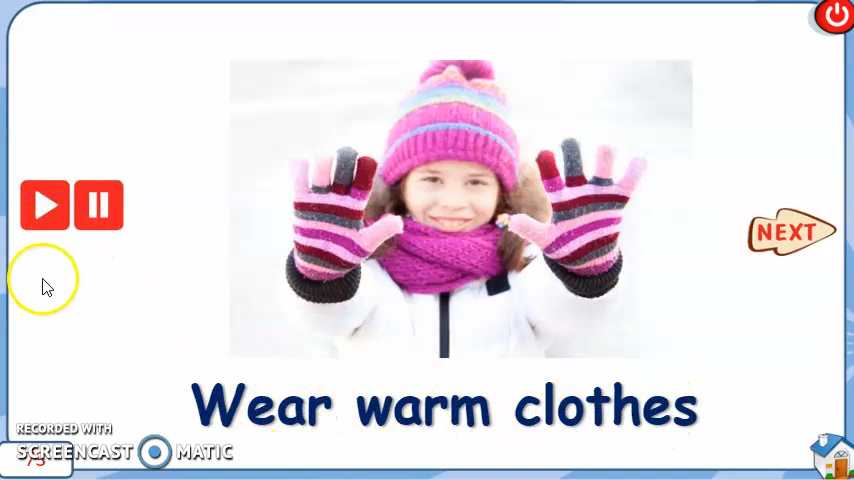 NEXT
Wear warm clothes
RECORDED WITH
SCREENCAST MATIC